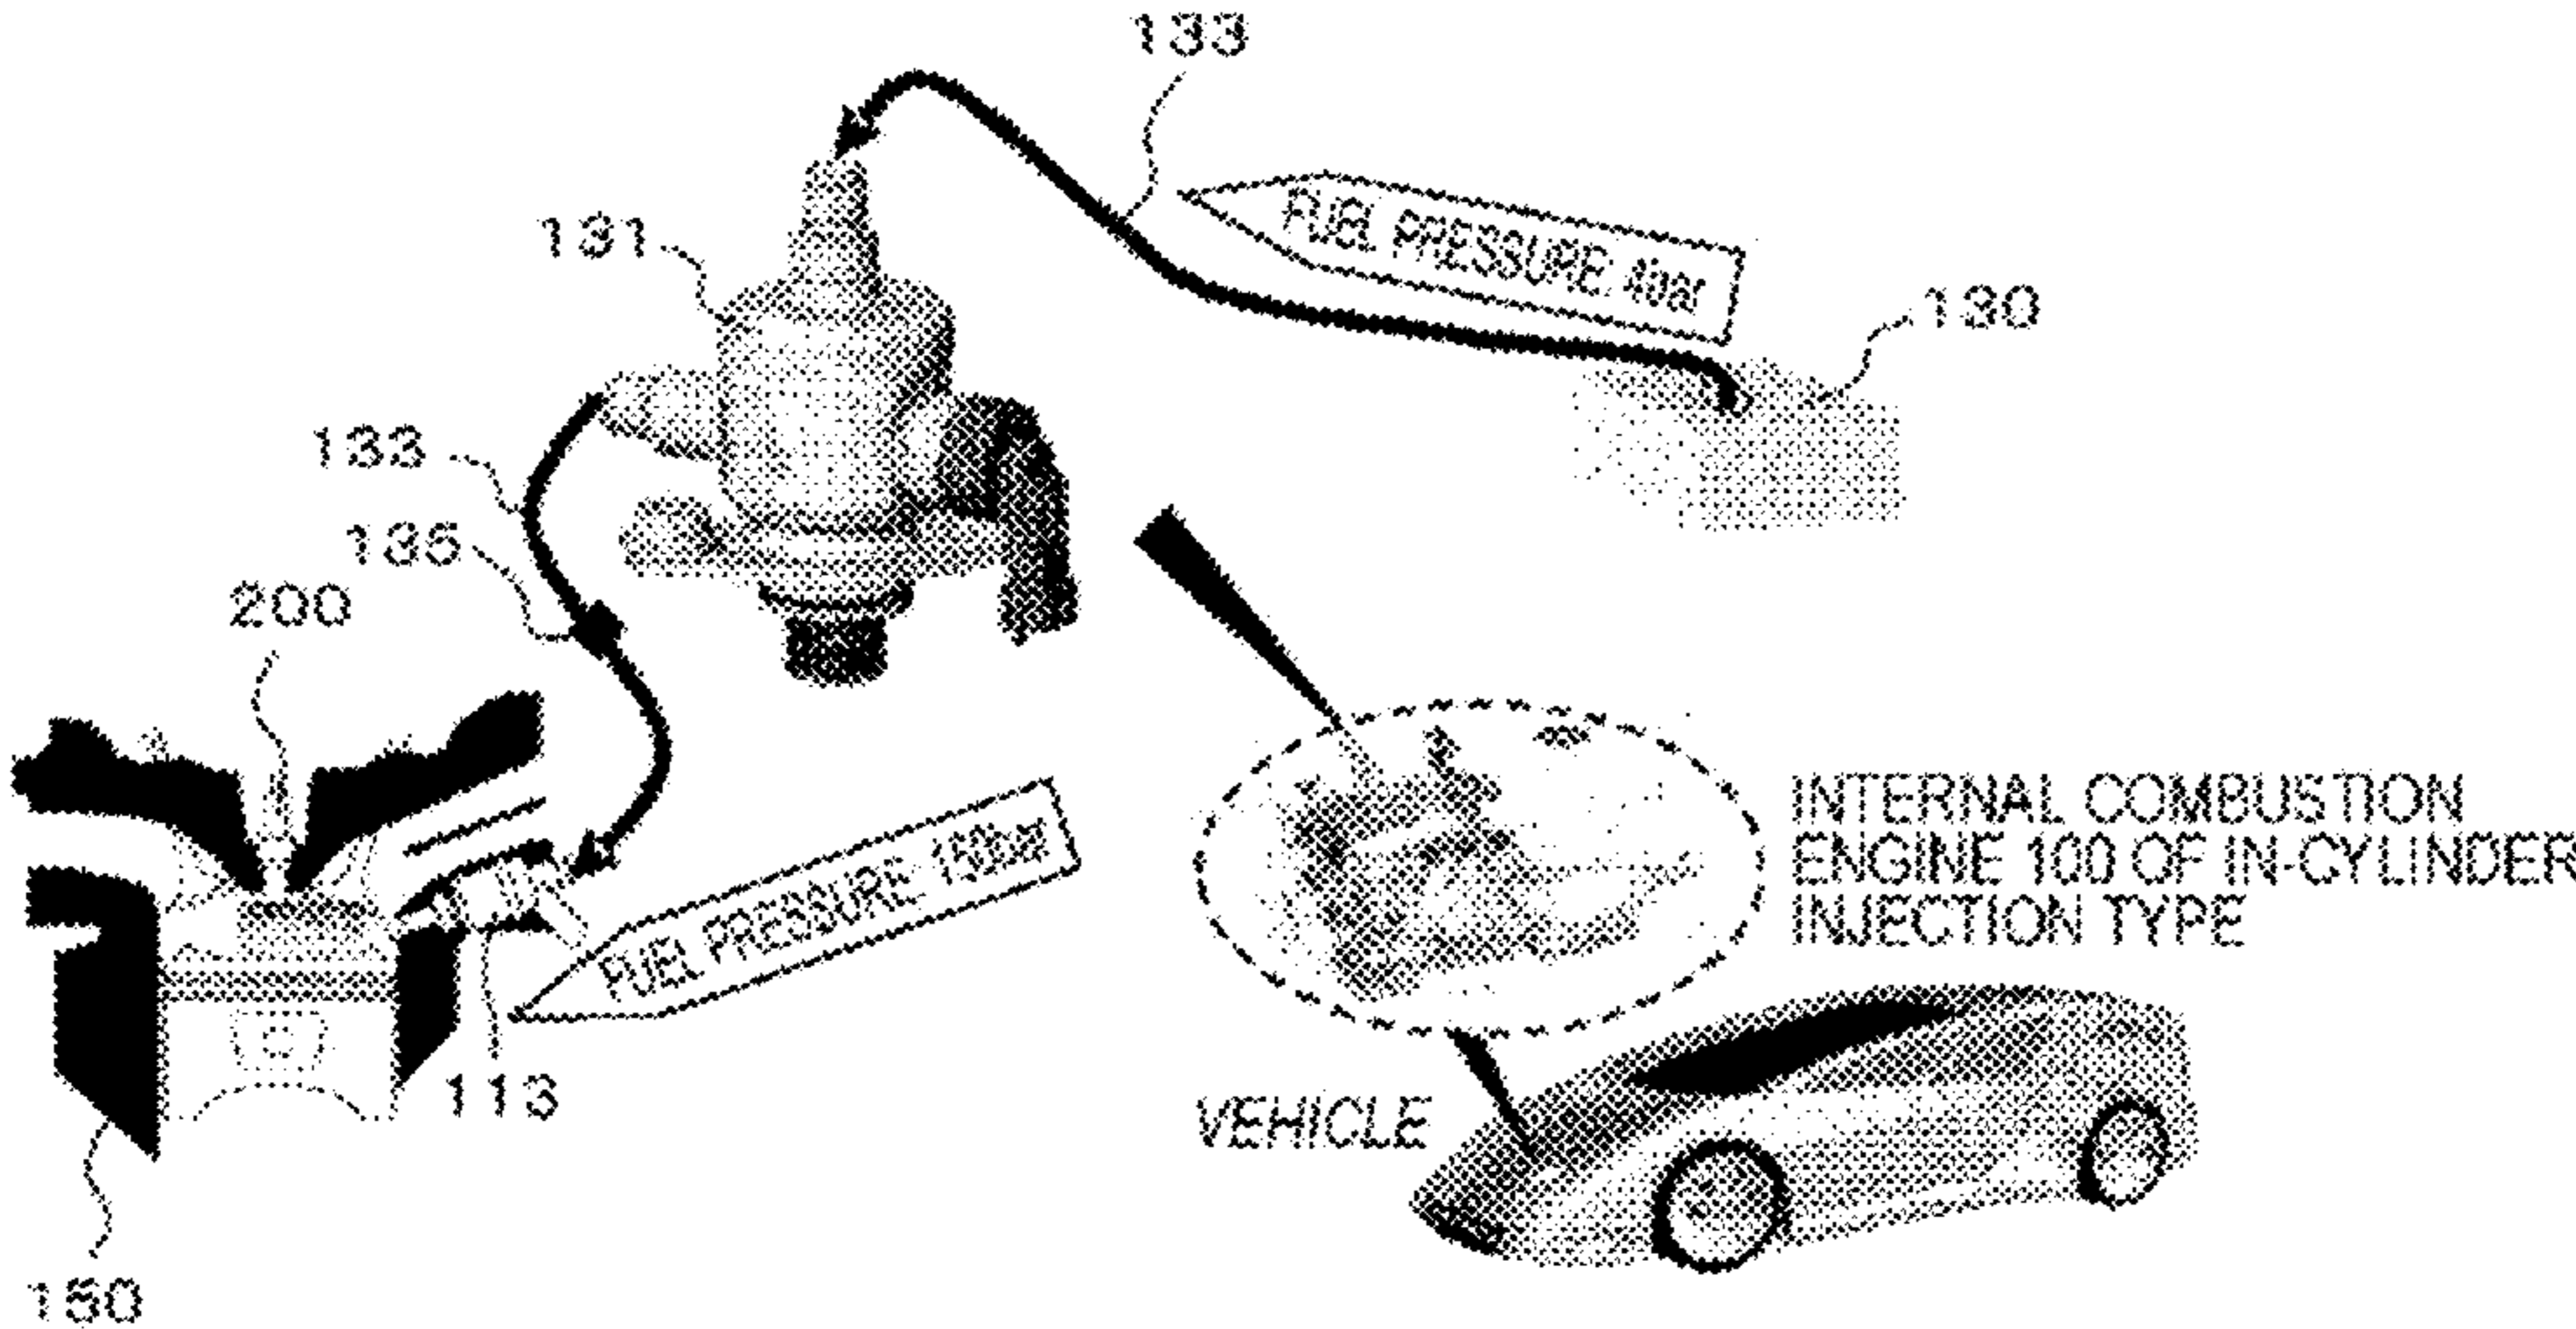 133
FUEL PRESSURE: 4bar
131
130
133
135
200
FUEL PRESSURE: 150bar
INTERNAL COMBUSTION
ENGINE 100 OF IN-CYLINDER
INJECTION TYPE
113
VEHICLE
150